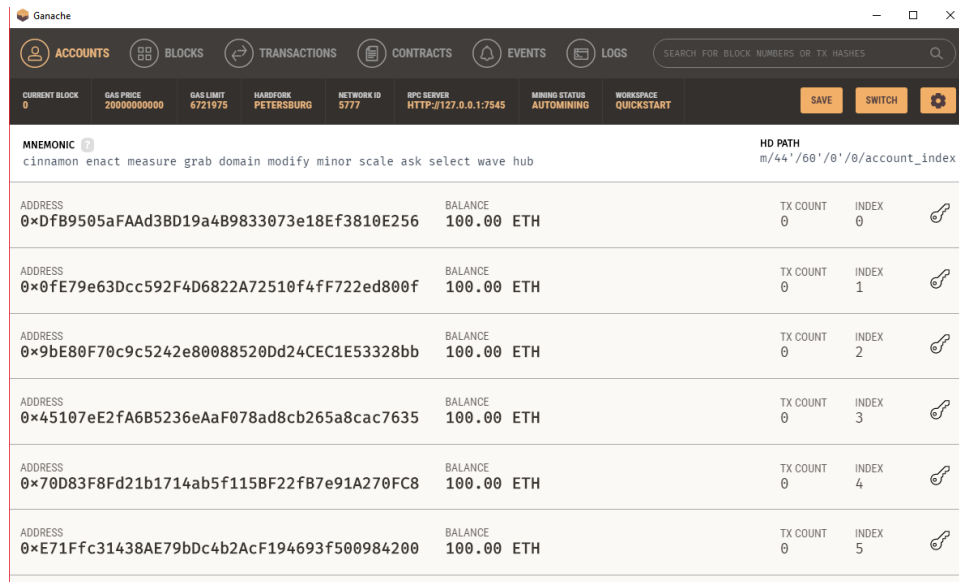 Ganache
ACCOUNTS BLOCKS TRANSACTIONS CONTRACTS EVENTS LOGS SEARCH FOR BLOCK NUMBERS OR TX HASHES
CURRENT BLOCK GAS PRICE GAS LIMIT HARDFORK NETWORK ID RPC SERVER MINING STATUS WORKSPACE
0 20000000000 6721975 PETERSBURG 5777 HTTP://127.0.0.1:7545 AUTOMINING QUICKSTART SAVE SWITCH
MNEMONIC ? HD PATH
cinnamon enact measure grab domain modify minor scale ask select wave hub m/44'/60'/0'/0/account_index
ADDRESS BALANCE TX COUNT INDEX
0×DfB9505aFAAd3BD19a4B9833073e18Ef3810E256 100.00 ETH 0 0
ADDRESS BALANCE TX COUNT INDEX
0×0fE79e63Dcc592F4D6822A72510f4fF722ed800f 100.00 ETH 0 1
ADDRESS BALANCE TX COUNT INDEX
0×9bE80F70c9c5242e80088520Dd24CEC1E53328bb 100.00 ETH 0 2
ADDRESS BALANCE TX COUNT INDEX
0×45107eE2fA6B5236eAaF078ad8cb265a8cac7635 100.00 ETH 0 3
ADDRESS BALANCE TX COUNT INDEX
0×70D83F8Fd21b1714ab5f115BF22fB7e91A270FC8 100.00 ETH 0 4
ADDRESS BALANCE TX COUNT INDEX
0×E71Ffc31438AE79bDc4b2AcF194693f500984200 100.00 ETH 0 5